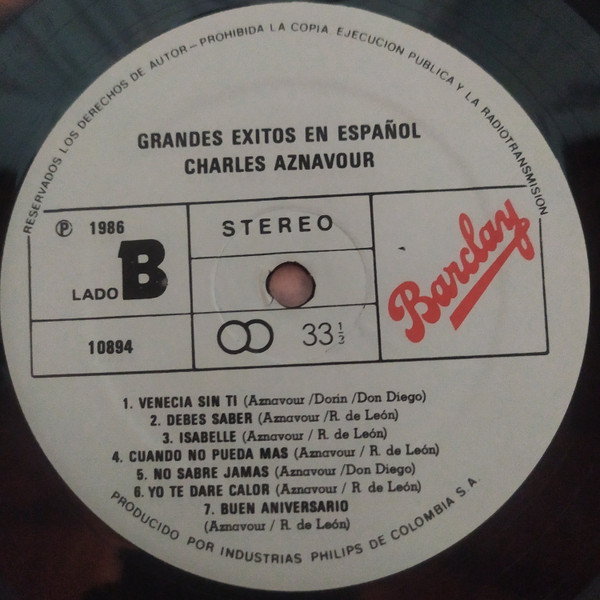 RESERVADOS LOS DERECHOS DE AUTOR – PROHIBIDA LA COPIA EJECUCION PUBLICA Y LA RADIOTRANSMISION
GRANDES EXITOS EN ESPAÑOL
CHARLES AZNAVOUR
Ⓟ 1986
LADO B
10894
STEREO
33⅓
Barclay
1. VENECIA SIN TI (Aznavour /Dorin /Don Diego)
2. DEBES SABER (Aznavour /R. de León)
3. ISABELLE (Aznavour / R. de León)
4. CUANDO NO PUEDA MAS (Aznavour / R. de León)
5. NO SABRE JAMAS (Aznavour /Don Diego)
6. YO TE DARE CALOR (Aznavour / R. de León)
7. BUEN ANIVERSARIO
(Aznavour / R. de León)
PRODUCIDO POR INDUSTRIAS PHILIPS DE COLOMBIA S.A.